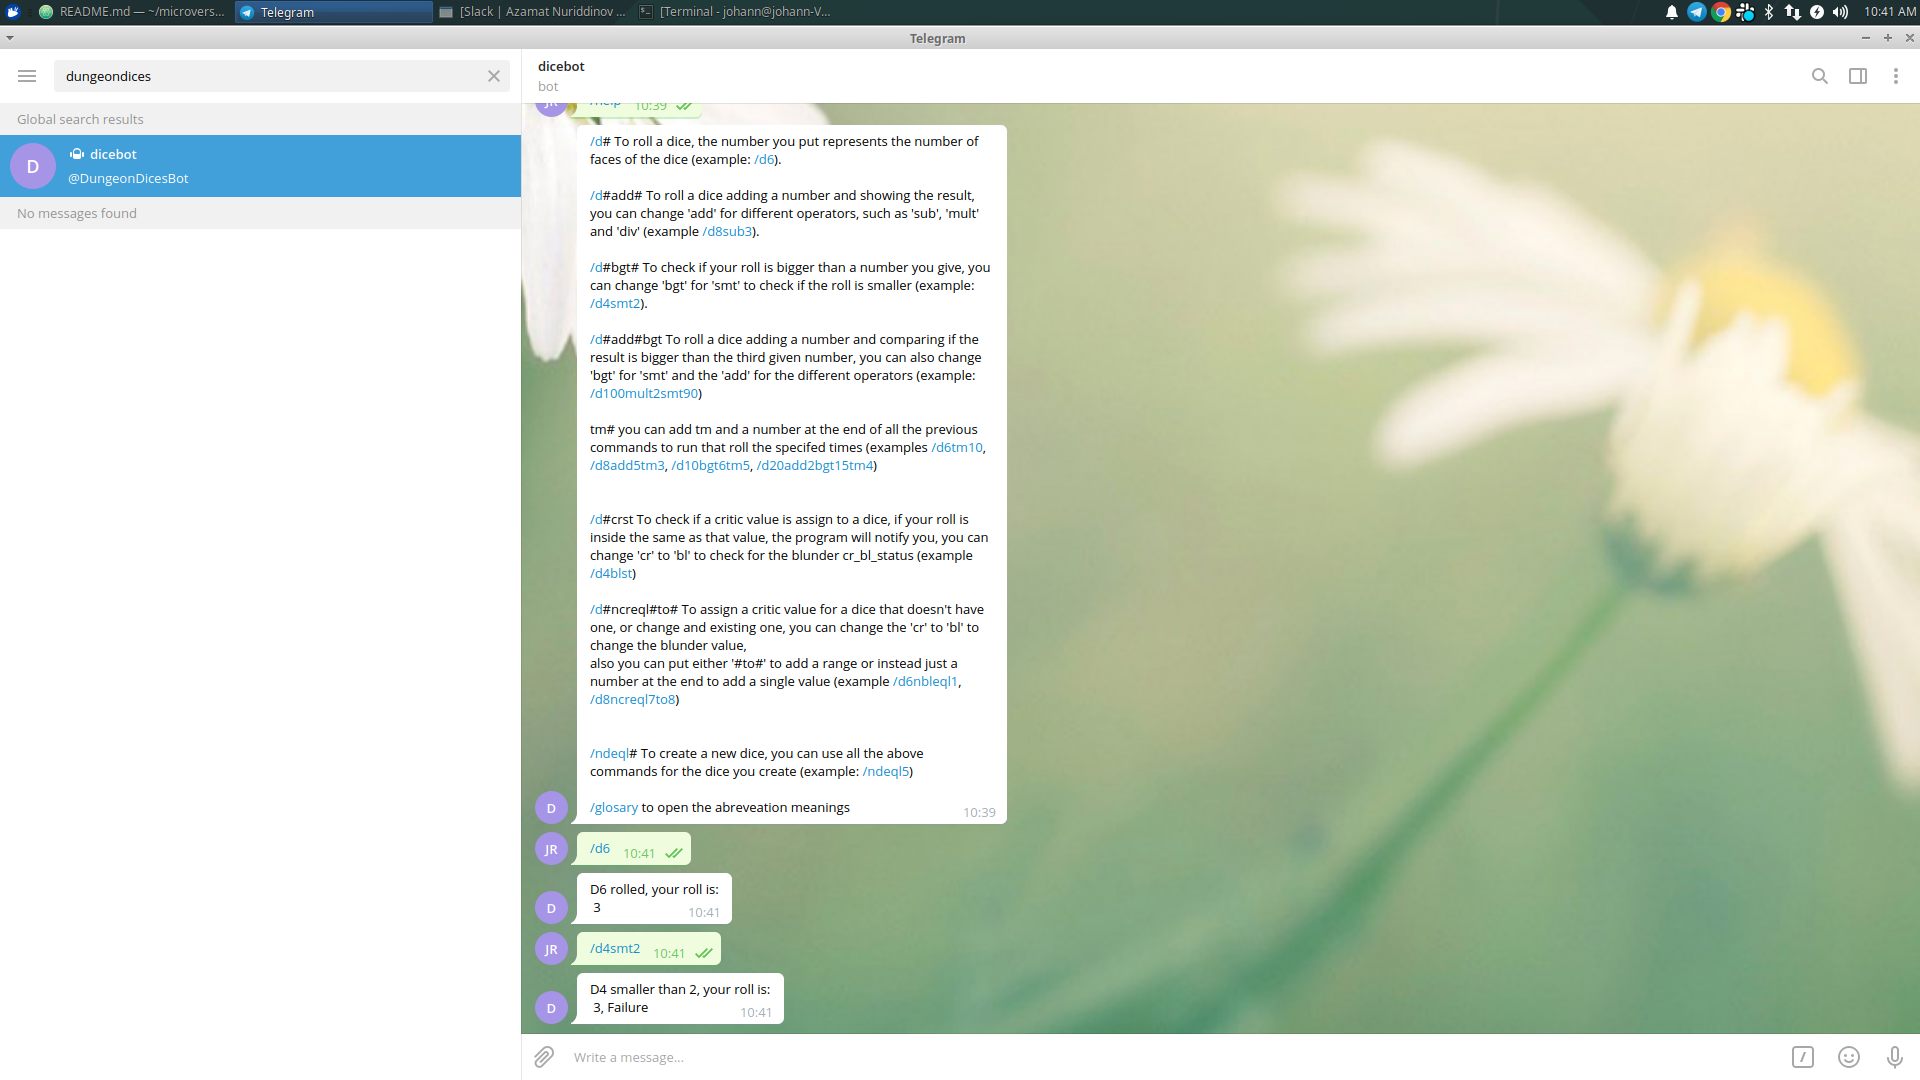 README.md — ~/microvers...
Telegram
[Slack | Azamat Nuriddinov ...
[Terminal - johann@johann-V...
10:41 AM
Telegram
dungeondices
Global search results
dicebot
@DungeonDicesBot
No messages found
dicebot
bot
JR
/help 10:39
/d# To roll a dice, the number you put represents the number of
faces of the dice (example: /d6).
/d#add# To roll a dice adding a number and showing the result,
you can change 'add' for different operators, such as 'sub', 'mult'
and 'div' (example /d8sub3).
/d#bgt# To check if your roll is bigger than a number you give, you
can change 'bgt' for 'smt' to check if the roll is smaller (example:
/d4smt2).
/d#add#bgt To roll a dice adding a number and comparing if the
result is bigger than the third given number, you can also change
'bgt' for 'smt' and the 'add' for the different operators (example:
/d100mult2smt90)
tm# you can add tm and a number at the end of all the previous
commands to run that roll the specifed times (examples /d6tm10,
/d8add5tm3, /d10bgt6tm5, /d20add2bgt15tm4)
/d#crst To check if a critic value is assign to a dice, if your roll is
inside the same as that value, the program will notify you, you can
change 'cr' to 'bl' to check for the blunder cr_bl_status (example
/d4blst)
/d#ncreql#to# To assign a critic value for a dice that doesn't have
one, or change and existing one, you can change the 'cr' to 'bl' to
change the blunder value,
also you can put either '#to#' to add a range or instead just a
number at the end to add a single value (example /d6nbleql1,
/d8ncreql7to8)
/ndeql# To create a new dice, you can use all the above
commands for the dice you create (example: /ndeql5)
/glosary to open the abreveation meanings
10:39
D
D
JR
/d6 10:41
D6 rolled, your roll is:
3
10:41
D
JR
/d4smt2 10:41
D4 smaller than 2, your roll is:
3, Failure
10:41
D
Write a message...